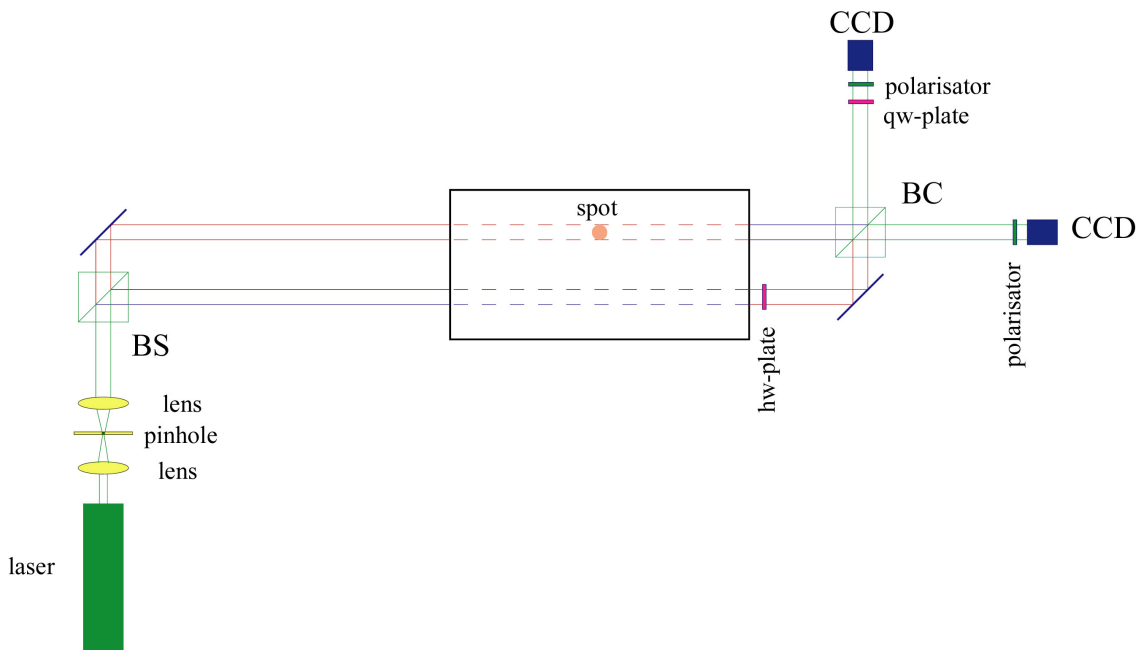 CCD
polarisator
qw-plate
BC
spot
CCD
BS
hw-plate
polarisator
lens
pinhole
lens
laser